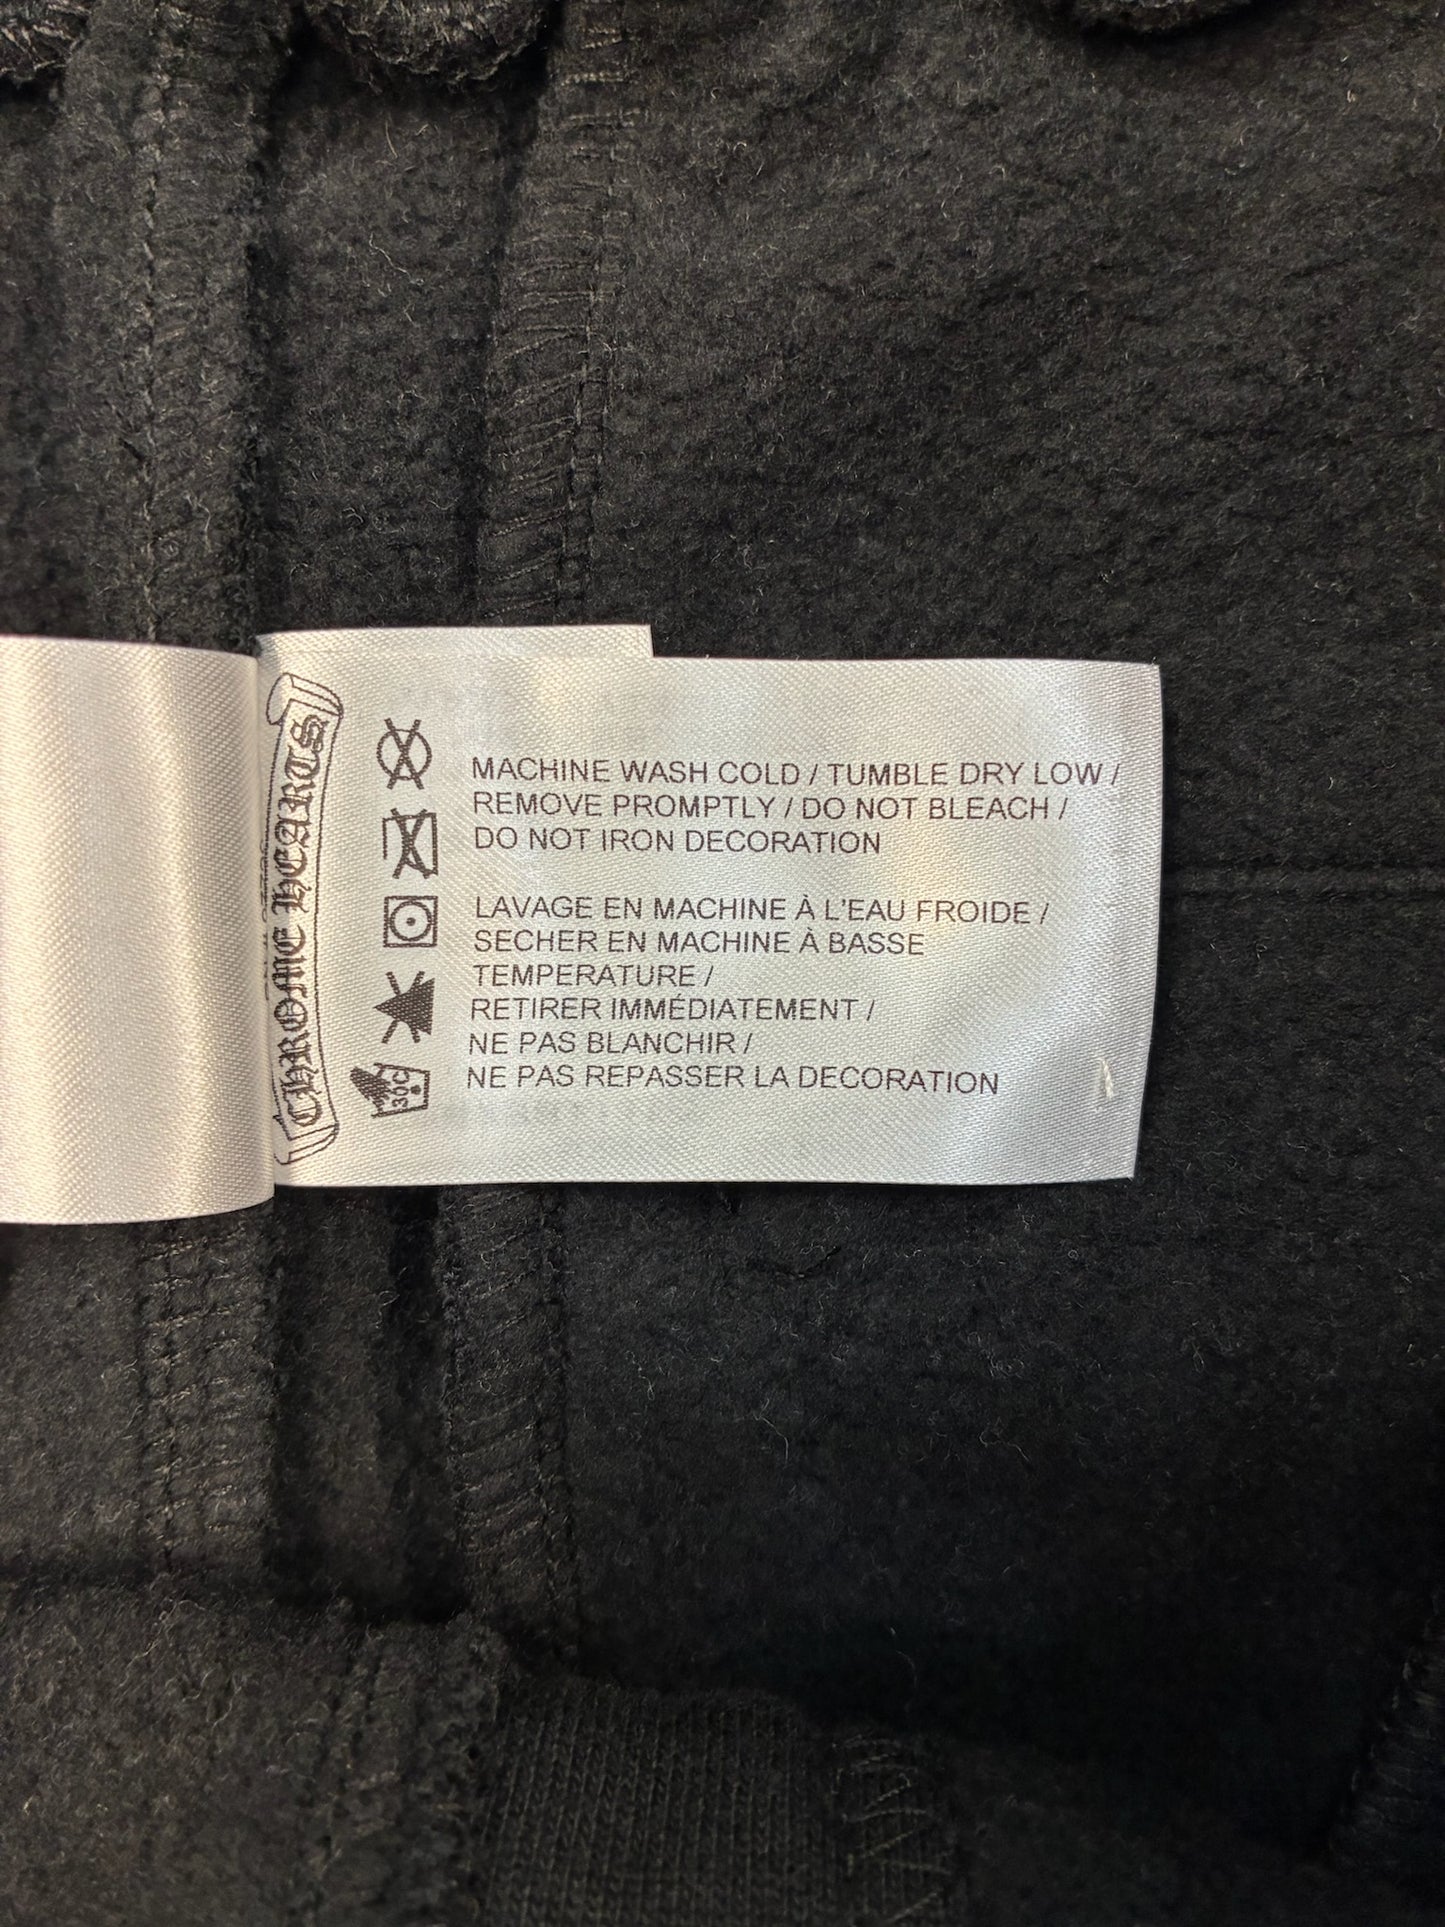 CHROME HEARTS
MACHINE WASH COLD / TUMBLE DRY LOW /
REMOVE PROMPTLY / DO NOT BLEACH /
DO NOT IRON DECORATION
LAVAGE EN MACHINE À L'EAU FROIDE /
SECHER EN MACHINE À BASSE
TEMPERATURE /
RETIRER IMMÉDIATEMENT /
NE PAS BLANCHIR /
NE PAS REPASSER LA DECORATION
30C